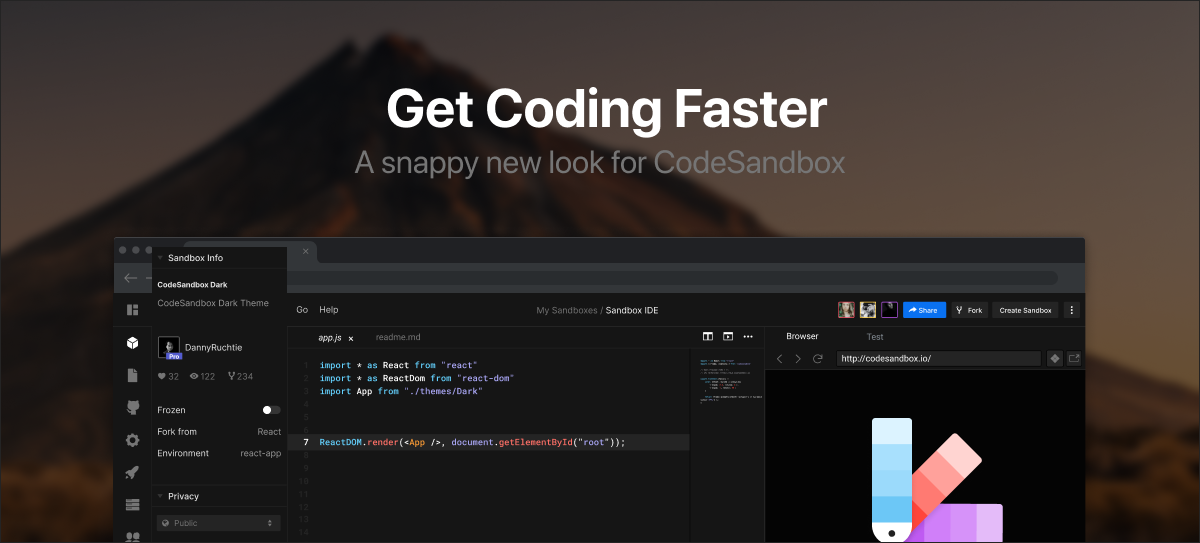 Get Coding Faster
A snappy new look for CodeSandbox
Sandbox Info
CodeSandbox Dark
CodeSandbox Dark Theme
DannyRuchtie
Pro
32 122 234
Frozen
Fork from React
Environment react-app
Privacy
Public
Go Help
My Sandboxes / Sandbox IDE
Share Fork Create Sandbox
app.js x readme.md
1 import * as React from "react"
2 import * as ReactDom from "react-dom"
3 import App from "./themes/Dark"
4
5
6
7 ReactDOM.render(<App />, document.getElementById("root"));
8
9
10
11
12
13
14
Browser Test
http://codesandbox.io/